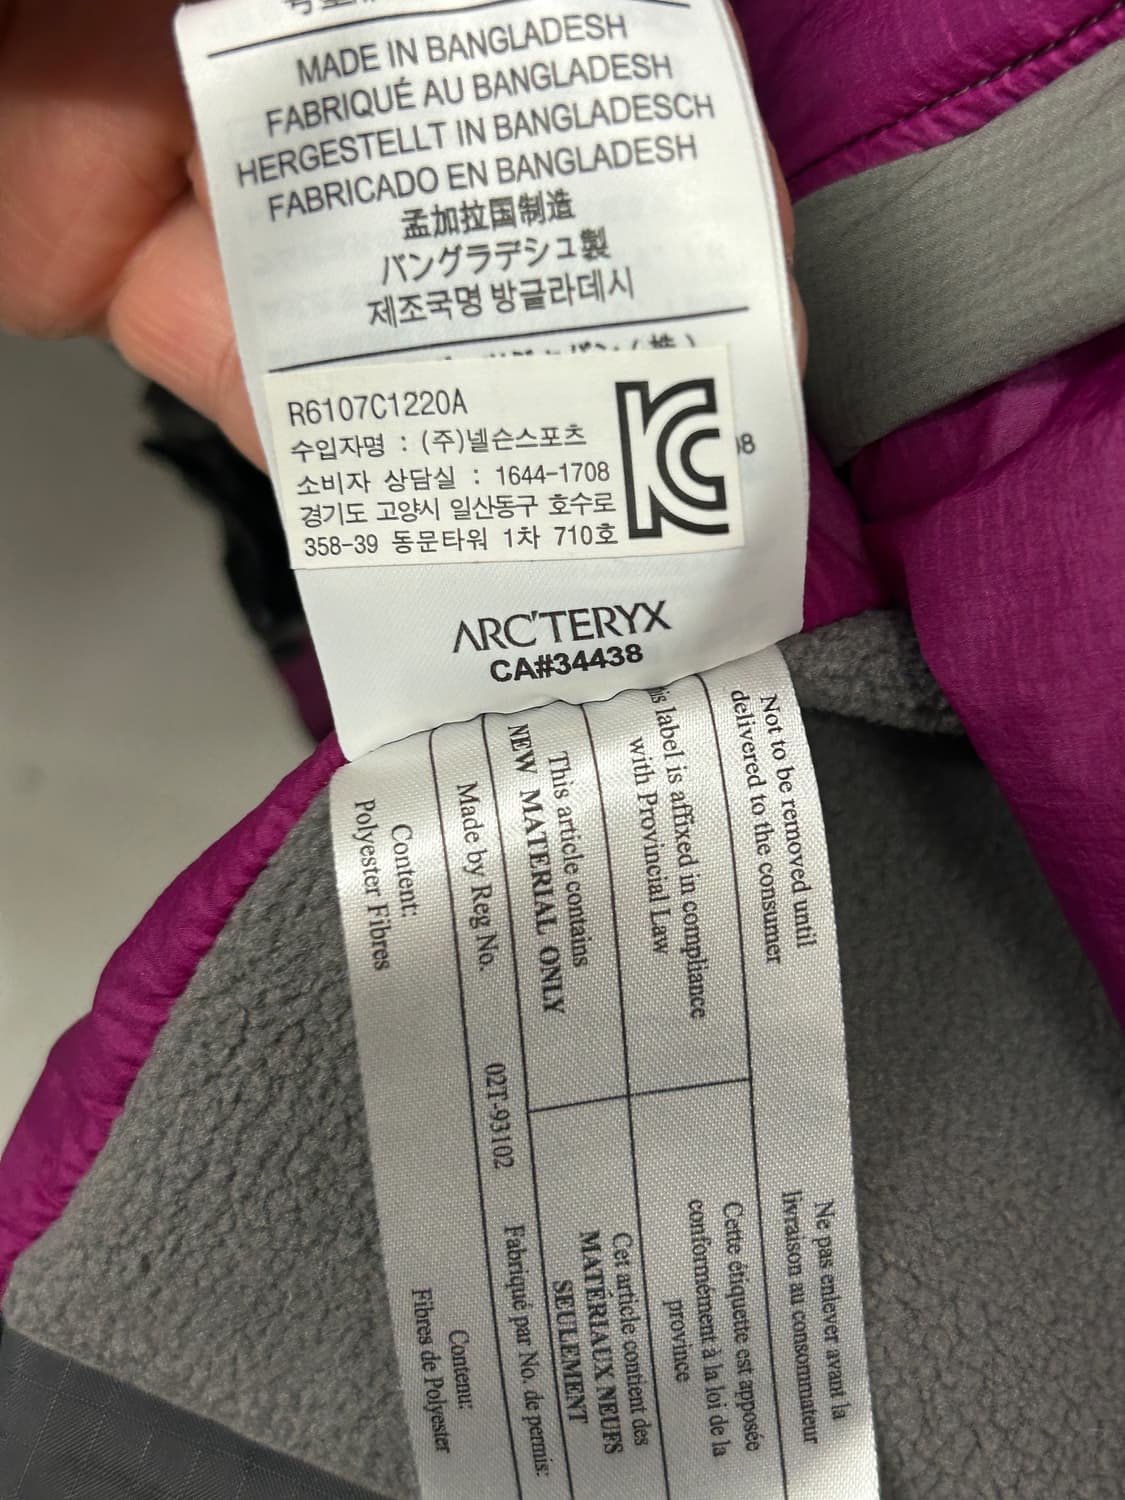 MADE IN BANGLADESH
FABRIQUÉ AU BANGLADESH
HERGESTELLT IN BANGLADESCH
FABRICADO EN BANGLADESH
孟加拉国制造
バングラデシュ製
제조국명 방글라데시
R6107C1220A
수입자명 : (주)넬슨스포츠
소비자 상담실 : 1644-1708
경기도 고양시 일산동구 호수로
358-39 동문타워 1차 710호
ARC'TERYX
CA#34438
Not to be removed until
delivered to the consumer
Ne pas enlever avant la
livraison au consommateur
label is affixed in compliance
with Provincial Law
Cette étiquette est apposée
conformément à la loi de la
province
This article contains
NEW MATERIAL ONLY
Cet article contient des
MATÉRIAUX NEUFS
SEULEMENT
Made by Reg.No. 02T-93102 Fabriqué par No. de permis:
Content:
Polyester Fibres
Contenu:
Fibres de Polyester